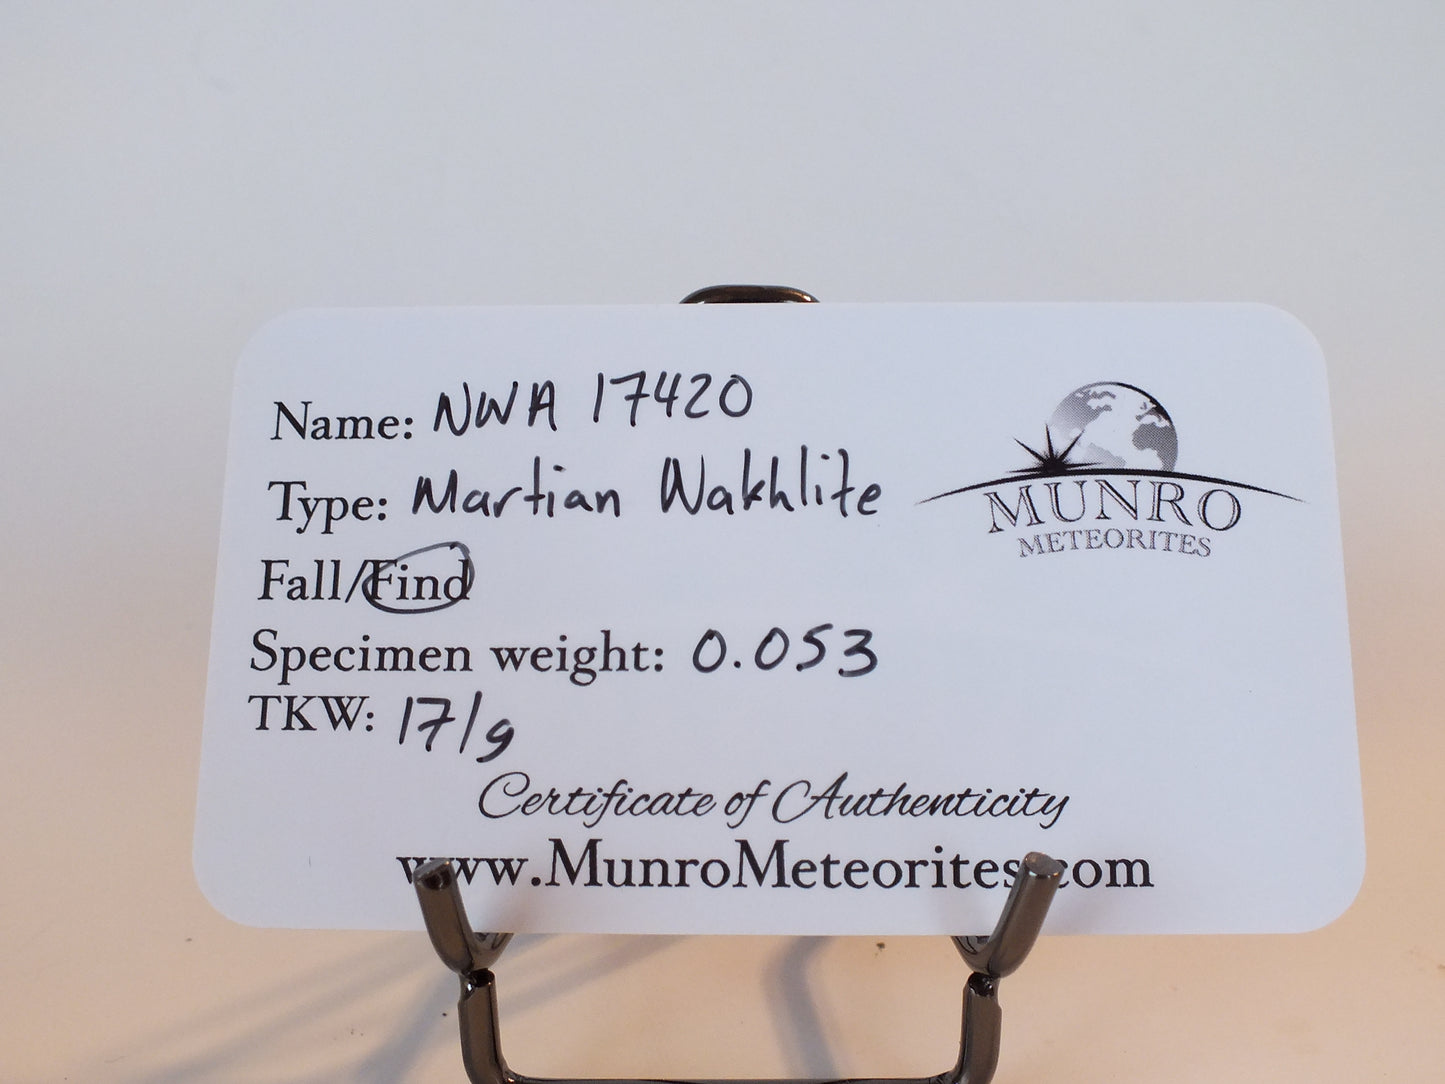 Name: NWA 17420
Type: Martian Nakhlite
MUNRO
METEORITES
Fall/Find
Specimen weight: 0.053
TKW: 171g
Certificate of Authenticity
www.MunroMeteorites.com